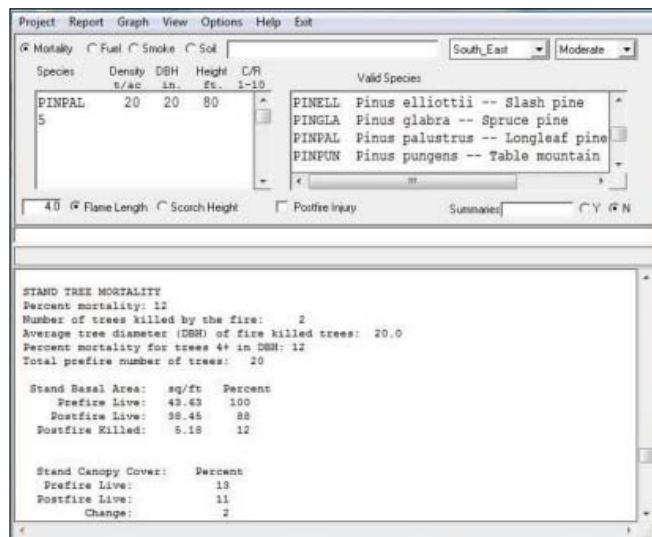 Project Report Graph View Options Help Exit
Mortality Fuel Smoke Soil South_East Moderate
Species Density DBH Height C/R Valid Species
t/ac in. ft. 1-10
PINPAL 20 20 80
5
PINELL Pinus elliottii -- Slash pine
PINGLA Pinus glabra -- Spruce pine
PINPAL Pinus palustrus -- Longleaf pine
PINPUN Pinus pungens -- Table mountain
4.0 Flame Length Scorch Height Postfire Injury Summaries Y N
STAND TREE MORTALITY
Percent mortality: 12
Number of trees killed by the fire: 2
Average tree diameter (DBH) of fire killed trees: 20.0
Percent mortality for trees 4+ in DBH: 12
Total prefire number of trees: 20
Stand Basal Area: sq/ft Percent
Prefire Live: 43.63 100
Postfire Live: 38.45 88
Postfire Killed: 5.18 12
Stand Canopy Cover: Percent
Prefire Live: 13
Postfire Live: 11
Change: 2